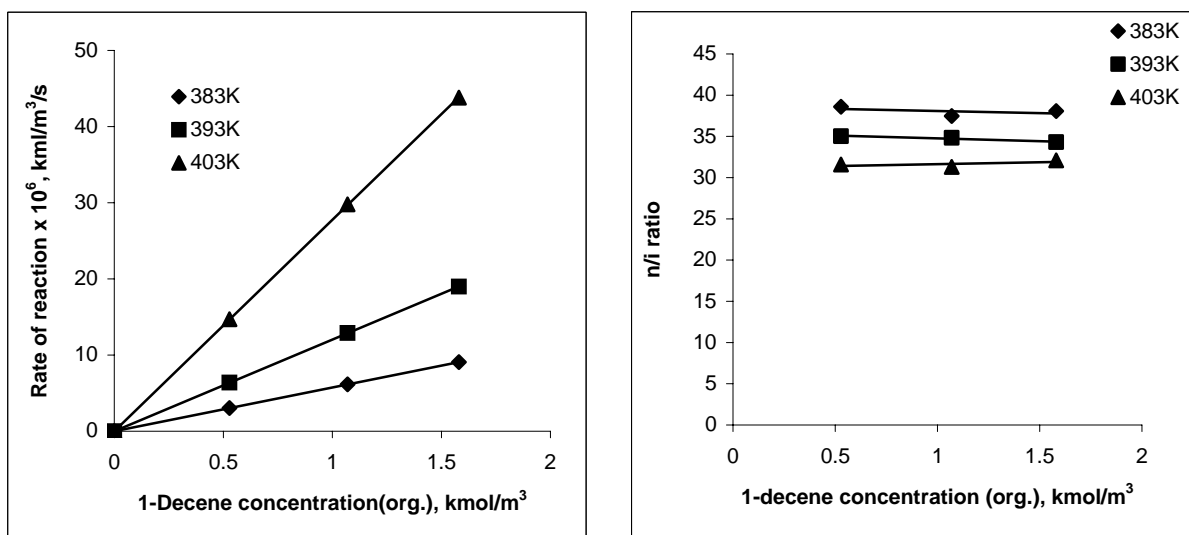 50
40
30
20
10
0
0
0.5
1
1.5
2
Rate of reaction x 10⁶, kml/m³/s
383K
393K
403K
1-Decene concentration(org.), kmol/m³
383K
393K
403K
45
40
35
30
25
20
15
10
5
0
0
0.5
1
1.5
2
n/i ratio
1-decene concentration (org.), kmol/m³